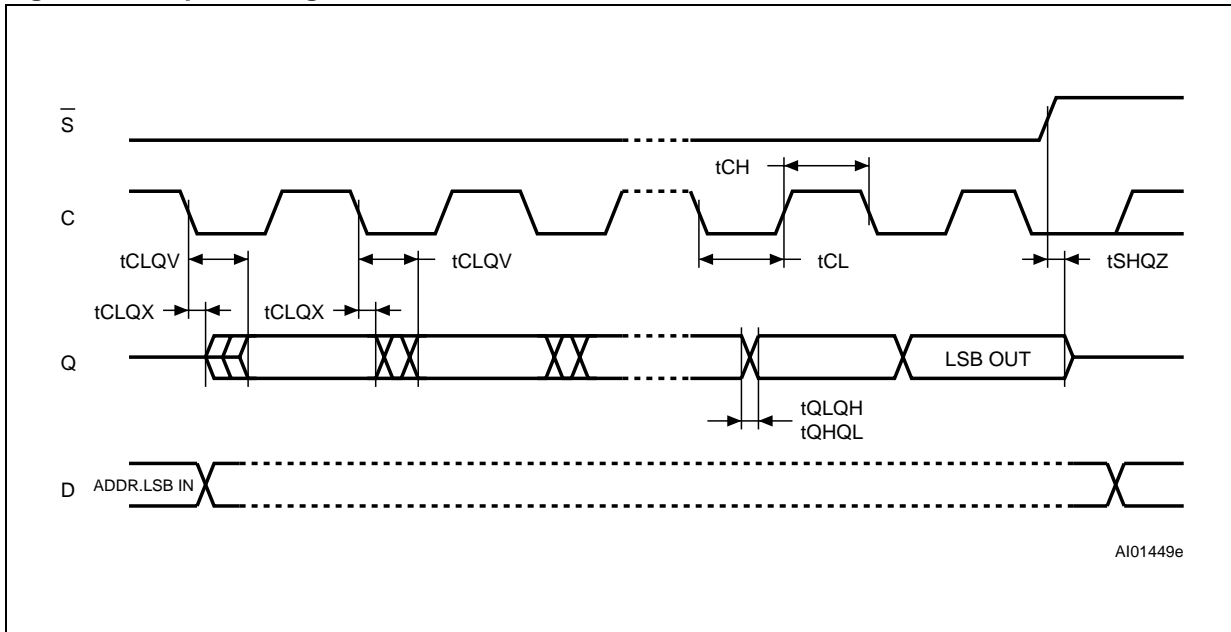 S
tCH
C
tCLQV
tCLQV
tCL
tSHQZ
tCLQX
tCLQX
Q
LSB OUT
tQLQH
tQHQL
D
ADDR.LSB IN
AI01449e